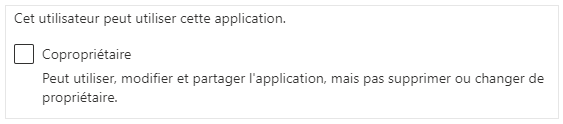 Cet utilisateur peut utiliser cette application.
Copropriétaire
Peut utiliser, modifier et partager l'application, mais pas supprimer ou changer de
propriétaire.